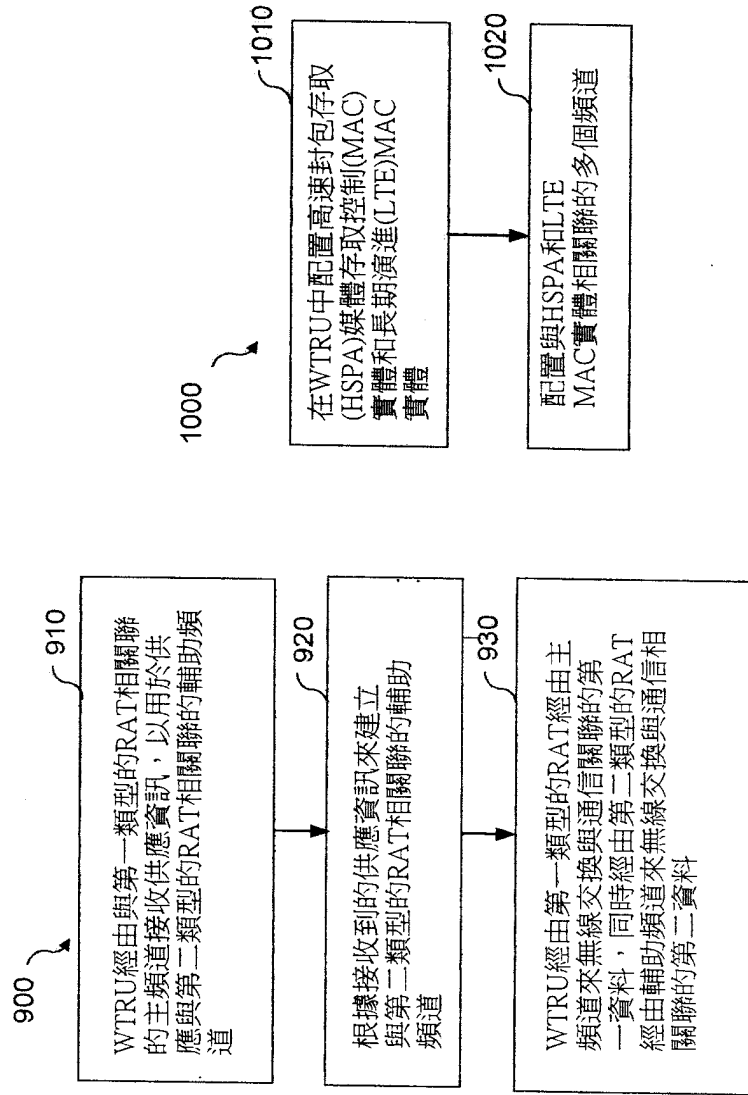 900
910
WTRU經由與第一類型的RAT相關聯
的主頻道接收供應資訊，以用於供
應與第二類型的RAT相關聯的輔助頻
道
920
根據接收到的供應資訊來建立
與第二類型的RAT相關聯的輔助
頻道
930
WTRU經由第一類型的RAT經由主
頻道來無線交換與通信關聯的第
一資料，同時經由第二類型的RAT
經由輔助頻道來無線交換與通信相
關聯的第二資料
1000
1010
在WTRU中配置高速封包存取
(HSPA)媒體存取控制(MAC)
實體和長期演進(LTE)MAC
實體
1020
配置與HSPA和LTE
MAC實體相關聯的多個頻道